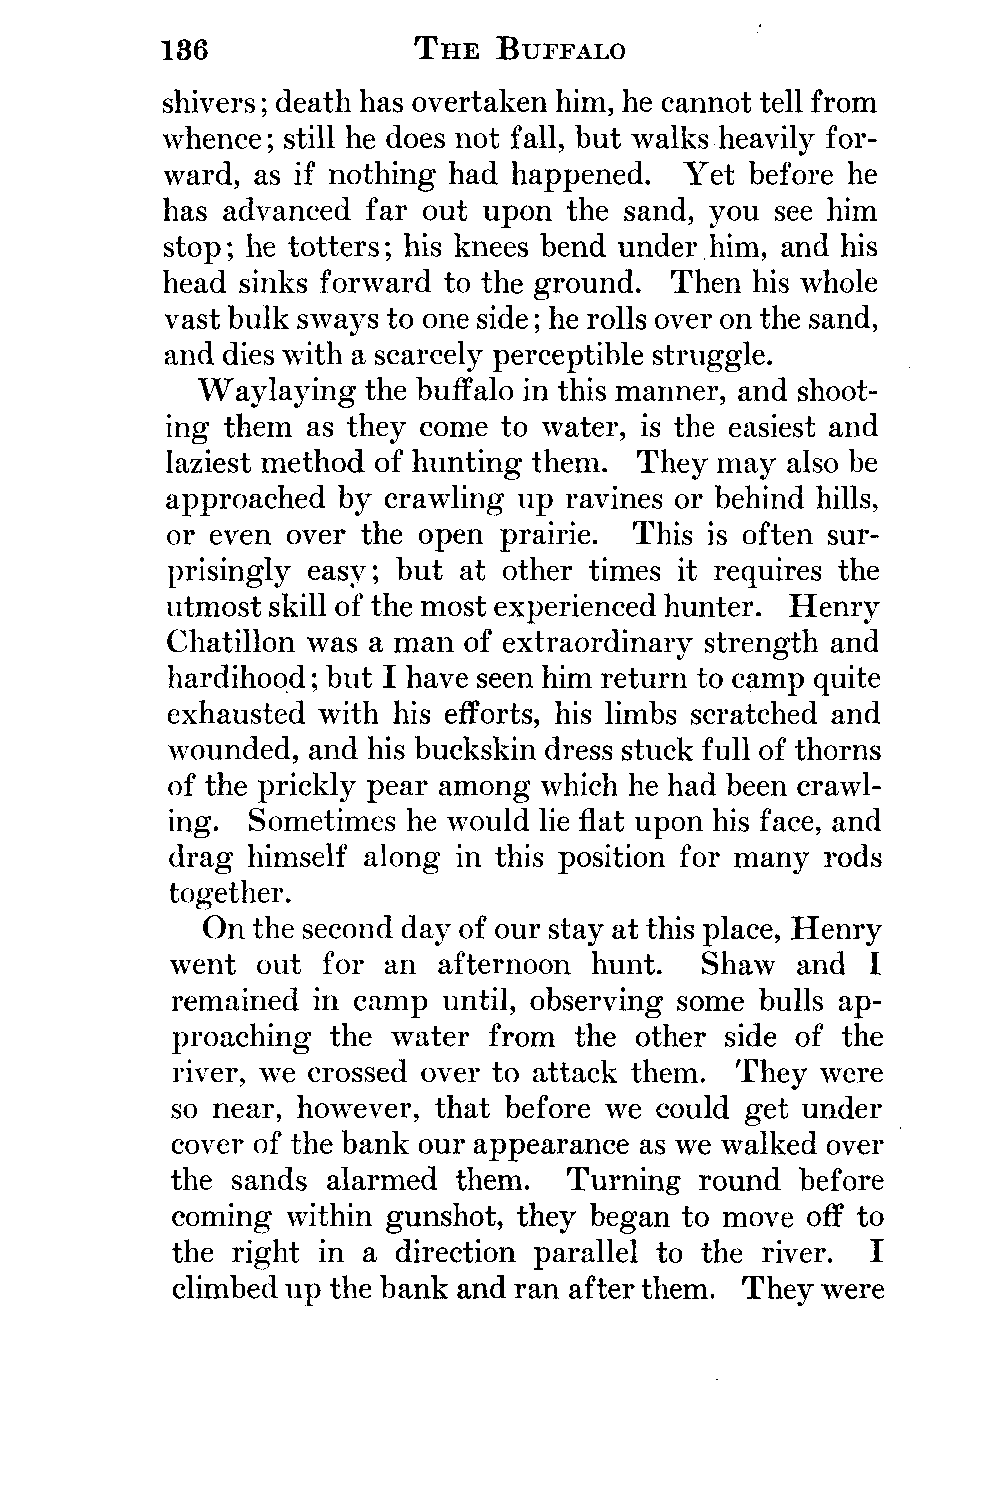 136 THE BUFFALO
shivers; death has overtaken him, he cannot tell from
whence; still he does not fall, but walks heavily for-
ward, as if nothing had happened. Yet before he
has advanced far out upon the sand, you see him
stop; he totters; his knees bend under him, and his
head sinks forward to the ground. Then his whole
vast bulk sways to one side; he rolls over on the sand,
and dies with a scarcely perceptible struggle.
Waylaying the buffalo in this manner, and shoot-
ing them as they come to water, is the easiest and
laziest method of hunting them. They may also be
approached by crawling up ravines or behind hills,
or even over the open prairie. This is often sur-
prisingly easy; but at other times it requires the
utmost skill of the most experienced hunter. Henry
Chatillon was a man of extraordinary strength and
hardihood; but I have seen him return to camp quite
exhausted with his efforts, his limbs scratched and
wounded, and his buckskin dress stuck full of thorns
of the prickly pear among which he had been crawl-
ing. Sometimes he would lie flat upon his face, and
drag himself along in this position for many rods
together.
On the second day of our stay at this place, Henry
went out for an afternoon hunt. Shaw and I
remained in camp until, observing some bulls ap-
proaching the water from the other side of the
river, we crossed over to attack them. They were
so near, however, that before we could get under
cover of the bank our appearance as we walked over
the sands alarmed them. Turning round before
coming within gunshot, they began to move off to
the right in a direction parallel to the river. I
climbed up the bank and ran after them. They were